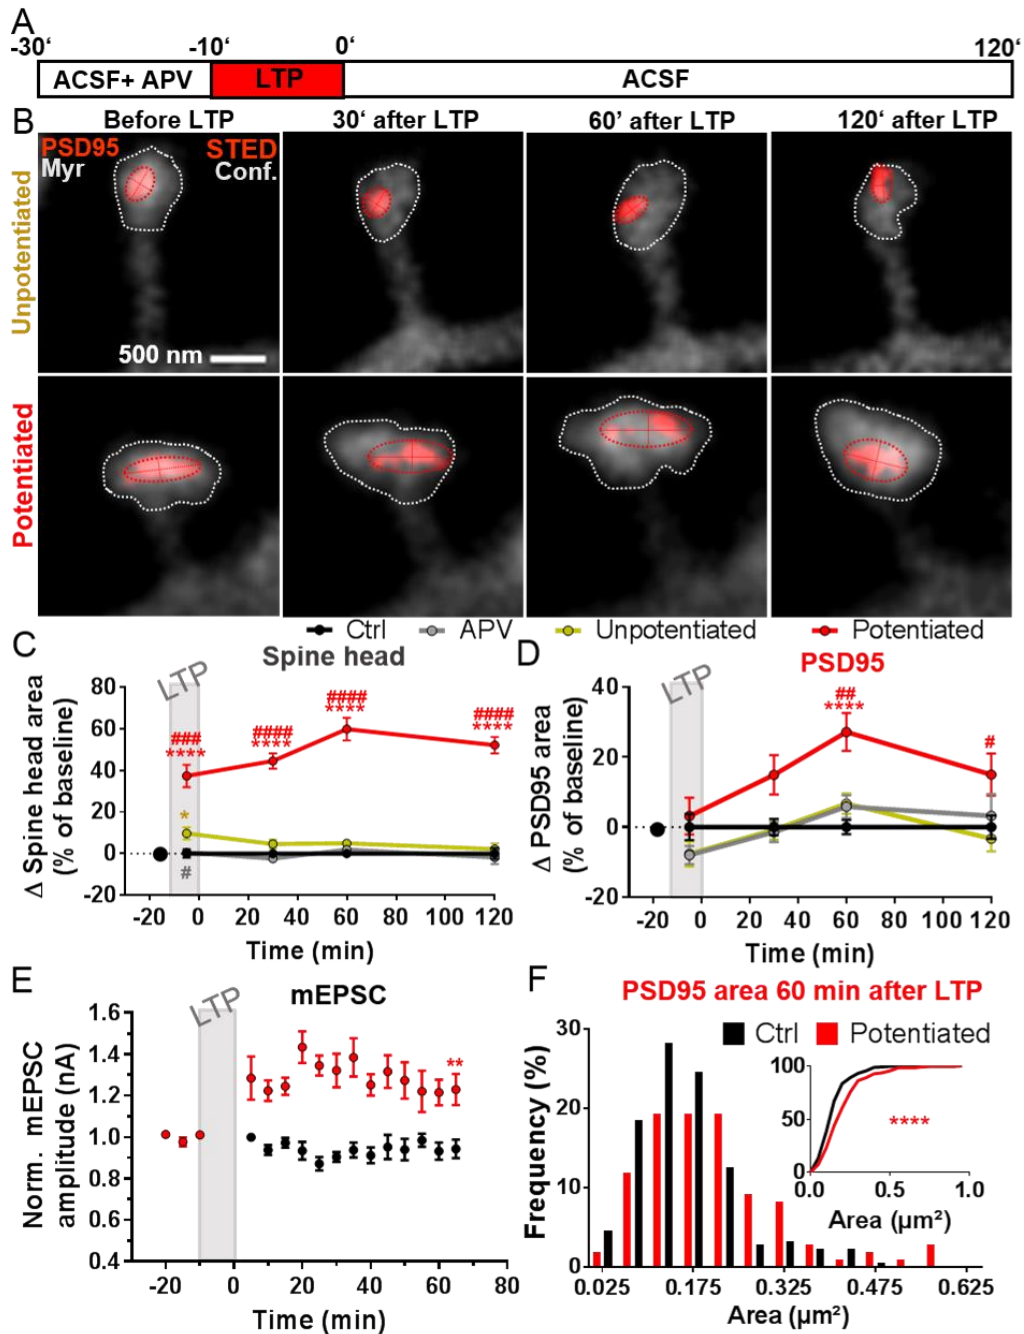 A
-30‘ -10‘ 0‘ 120‘
ACSF+ APV LTP ACSF
B
Before LTP 30‘ after LTP 60’ after LTP 120‘ after LTP
PSD95 STED
Myr Conf.
Unpotentiated
500 nm
Potentiated
Ctrl APV Unpotentiated Potentiated
C Spine head
LTP
Δ Spine head area
(% of baseline)
80
60
40
20
0
-20
###
****
*
#
####
****
####
****
####
****
-20 0 20 40 60 80 100 120
Time (min)
D PSD95
LTP
Δ PSD95 area
(% of baseline)
40
20
0
-20
##
****
#
-20 0 20 40 60 80 100 120
Time (min)
E mEPSC
LTP
Norm. mEPSC
amplitude (nA)
1.6
1.4
1.2
1.0
0.8
0.6
0.4
**
-20 0 20 40 60 80
Time (min)
F PSD95 area 60 min after LTP
Ctrl Potentiated
Frequency (%)
30
20
10
0
0.025 0.175 0.325 0.475 0.625
Area (µm²)
100
50
0
****
0.0 0.5 1.0
Area (µm²)